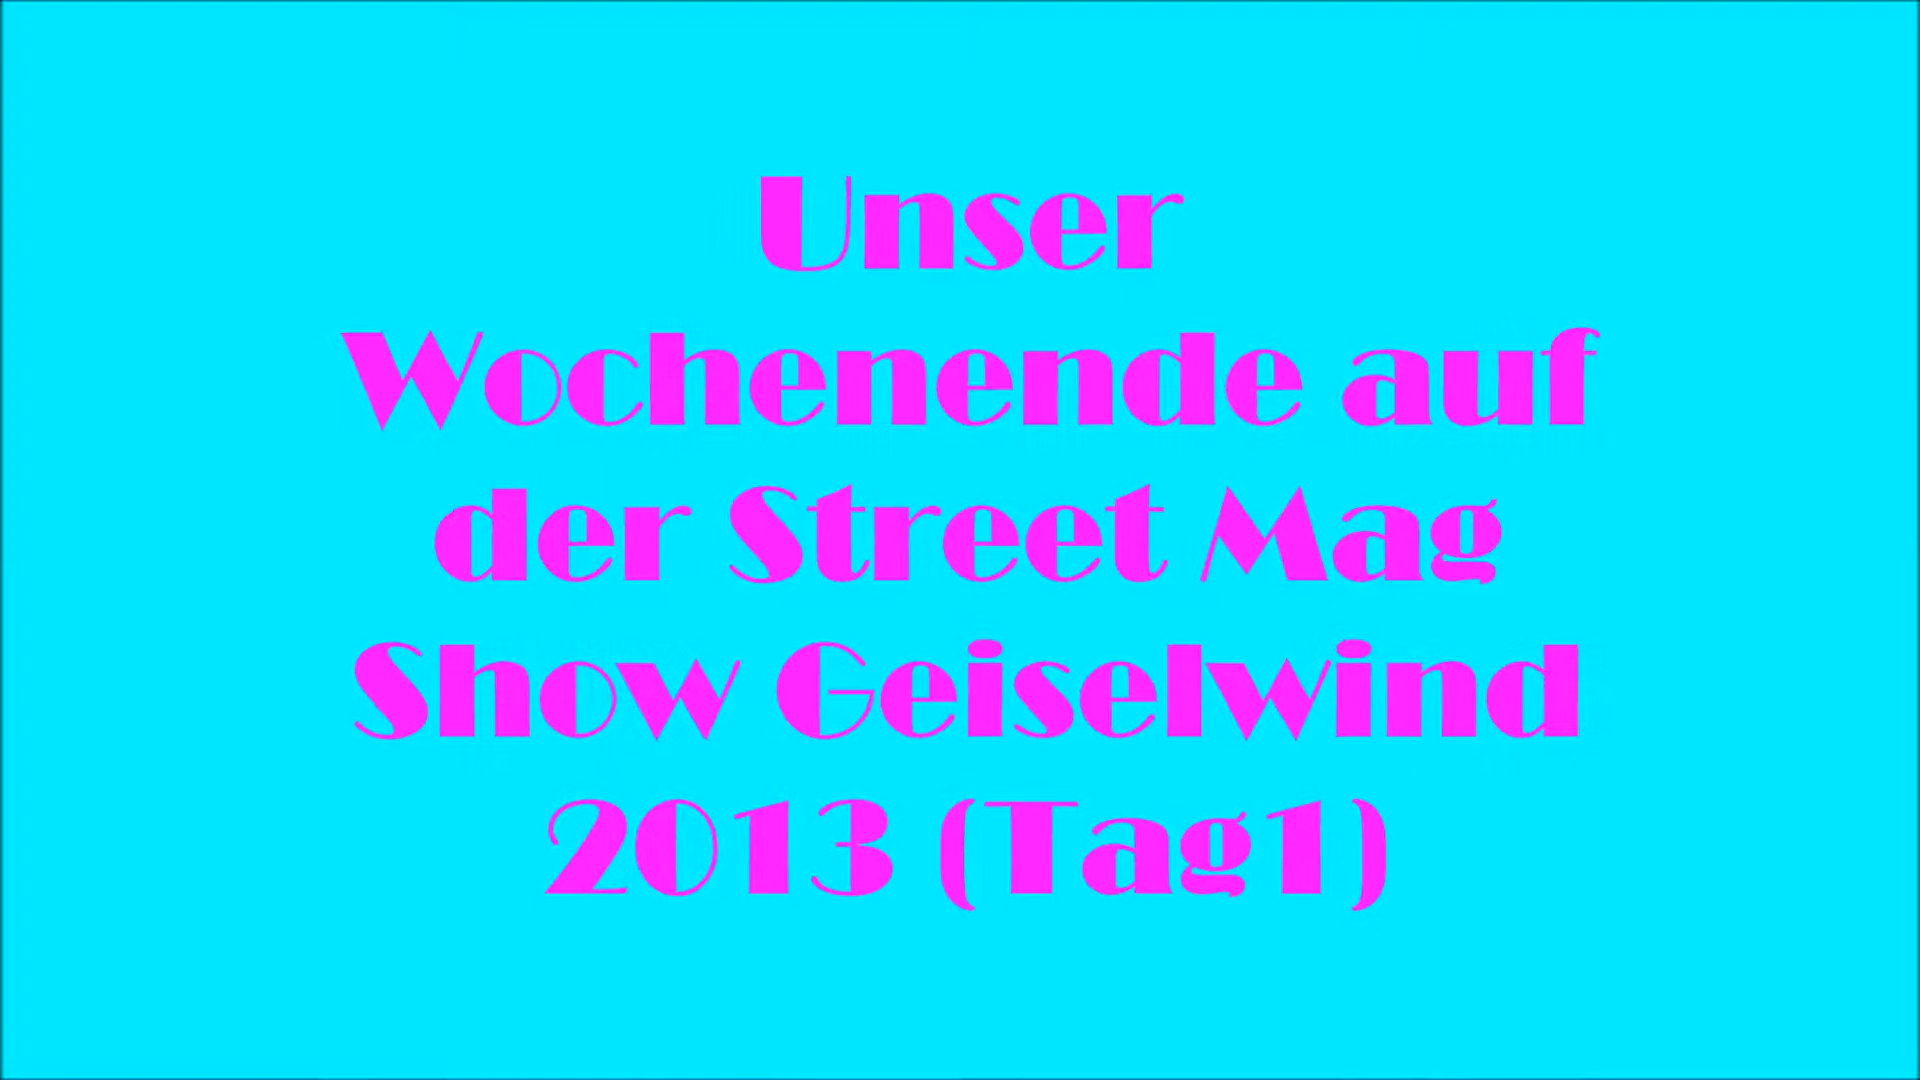 Unser
Wochenende auf
der Street Mag
Show Geiselwind
2013 (Tag1)